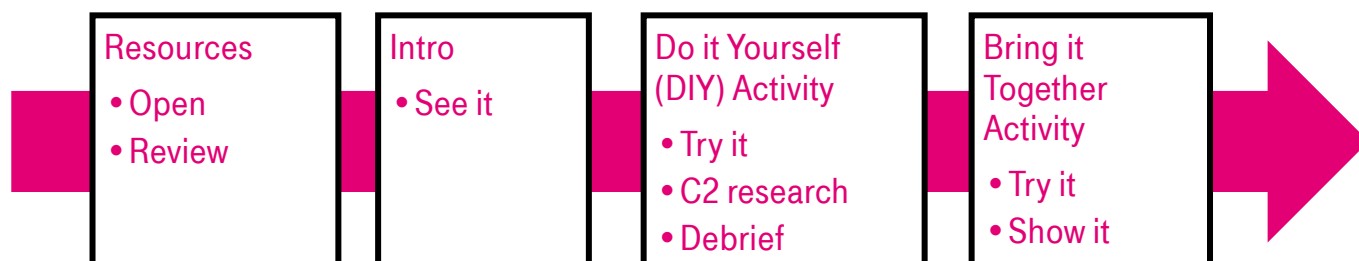 Resources
• Open
• Review
Intro
• See it
Do it Yourself
(DIY) Activity
• Try it
• C2 research
• Debrief
Bring it
Together
Activity
• Try it
• Show it